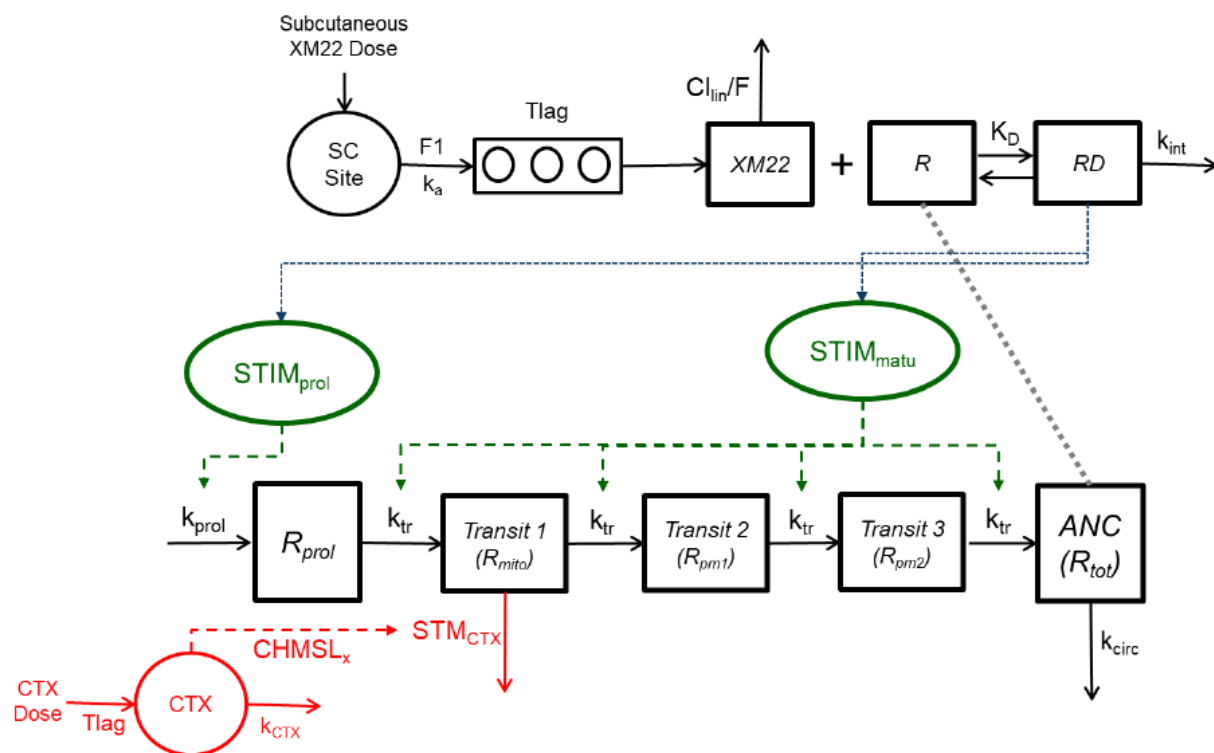 Subcutaneous
XM22 Dose
SC
Site
F1
ka
Tlag
Cllin/F
XM22
+
R
KD
RD
kint
STIMprol
STIMmatu
kprol
Rprol
ktr
Transit 1
(Rmito)
ktr
Transit 2
(Rpm1)
ktr
Transit 3
(Rpm2)
ktr
ANC
(Rtot)
STMCTX
CHMSLx
kcirc
CTX
Dose
Tlag
CTX
kCTX